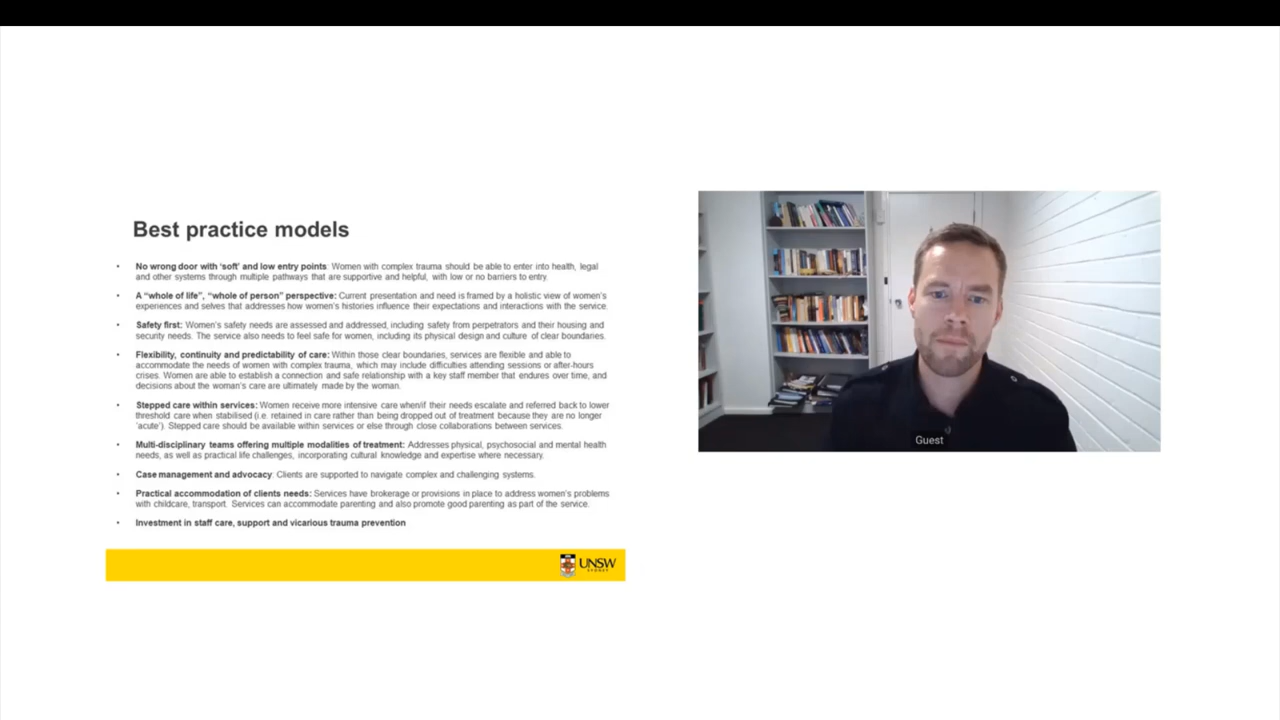 Best practice models
• No wrong door with 'soft' and low entry points: Women with complex trauma should be able to enter into health, legal
and other systems through multiple pathways that are supportive and helpful, with low or no barriers to entry.
• A "whole of life", "whole of person" perspective: Current presentation and need is framed by a holistic view of women's
experiences and selves that addresses how women's histories influence their expectations and interactions with the service.
• Safety first: Women's safety needs are assessed and addressed, including safety from perpetrators and their housing and
security needs. The service also needs to feel safe for women, including its physical design and culture of clear boundaries.
• Flexibility, continuity and predictability of care: Within those clear boundaries, services are flexible and able to
accommodate the needs of women with complex trauma, which may include difficulties attending sessions or after-hours
crises. Women are able to establish a connection and safe relationship with a key staff member that endures over time, and
decisions about the woman's care are ultimately made by the woman.
• Stepped care within services: Women receive more intensive care when/if their needs escalate and referred back to lower
threshold care when stabilised (i.e. retained in care rather than being dropped out of treatment because they are no longer
'acute'). Stepped care should be available within services or else through close collaborations between services.
• Multi-disciplinary teams offering multiple modalities of treatment: Addresses physical, psychosocial and mental health
needs, as well as practical life challenges, incorporating cultural knowledge and expertise where necessary.
• Case management and advocacy: Clients are supported to navigate complex and challenging systems.
• Practical accommodation of clients needs: Services have brokerage or provisions in place to address women's problems
with childcare, transport. Services can accommodate parenting and also promote good parenting as part of the service.
• Investment in staff care, support and vicarious trauma prevention
UNSW
SYDNEY
Guest